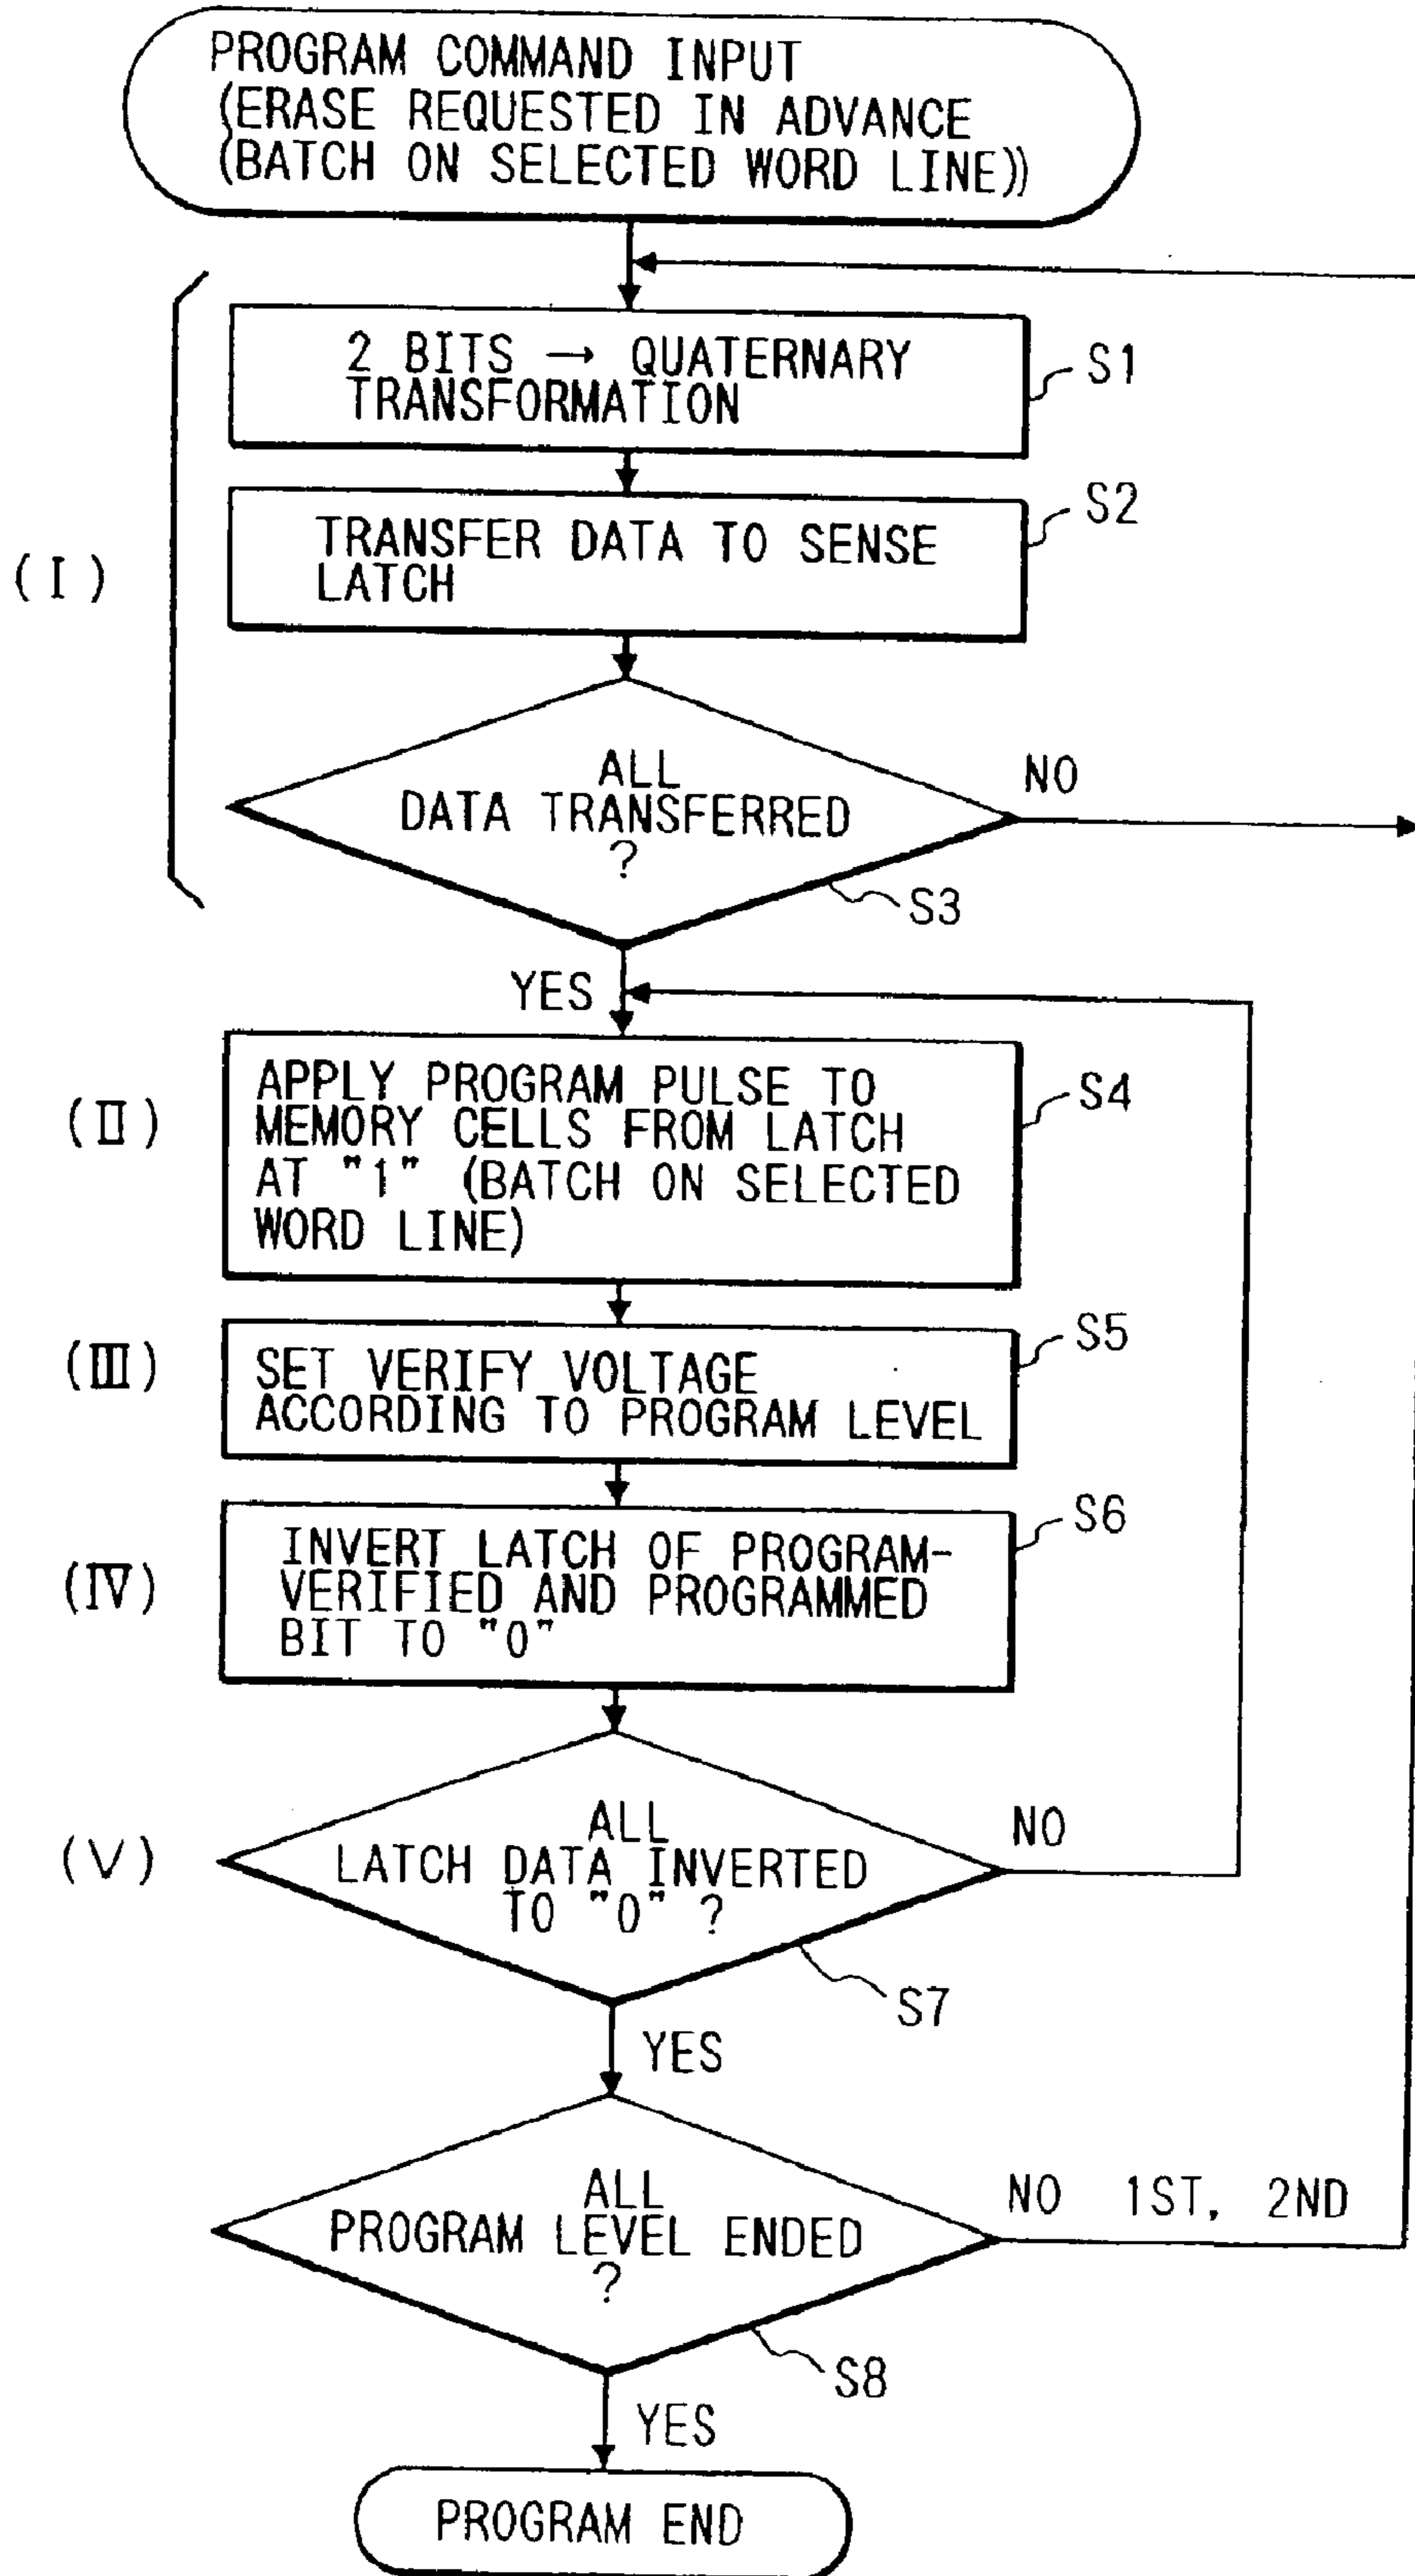 PROGRAM COMMAND INPUT
(ERASE REQUESTED IN ADVANCE
(BATCH ON SELECTED WORD LINE))
2 BITS → QUATERNARY
TRANSFORMATION
S1
TRANSFER DATA TO SENSE
LATCH
S2
(I)
ALL
DATA TRANSFERRED
?
NO
S3
YES
(II)
APPLY PROGRAM PULSE TO
MEMORY CELLS FROM LATCH
AT "1" (BATCH ON SELECTED
WORD LINE)
S4
(III)
SET VERIFY VOLTAGE
ACCORDING TO PROGRAM LEVEL
S5
(IV)
INVERT LATCH OF PROGRAM-
VERIFIED AND PROGRAMMED
BIT TO "0"
S6
(V)
ALL
LATCH DATA INVERTED
TO "0" ?
NO
S7
YES
ALL
PROGRAM LEVEL ENDED
?
NO 1ST, 2ND
S8
YES
PROGRAM END